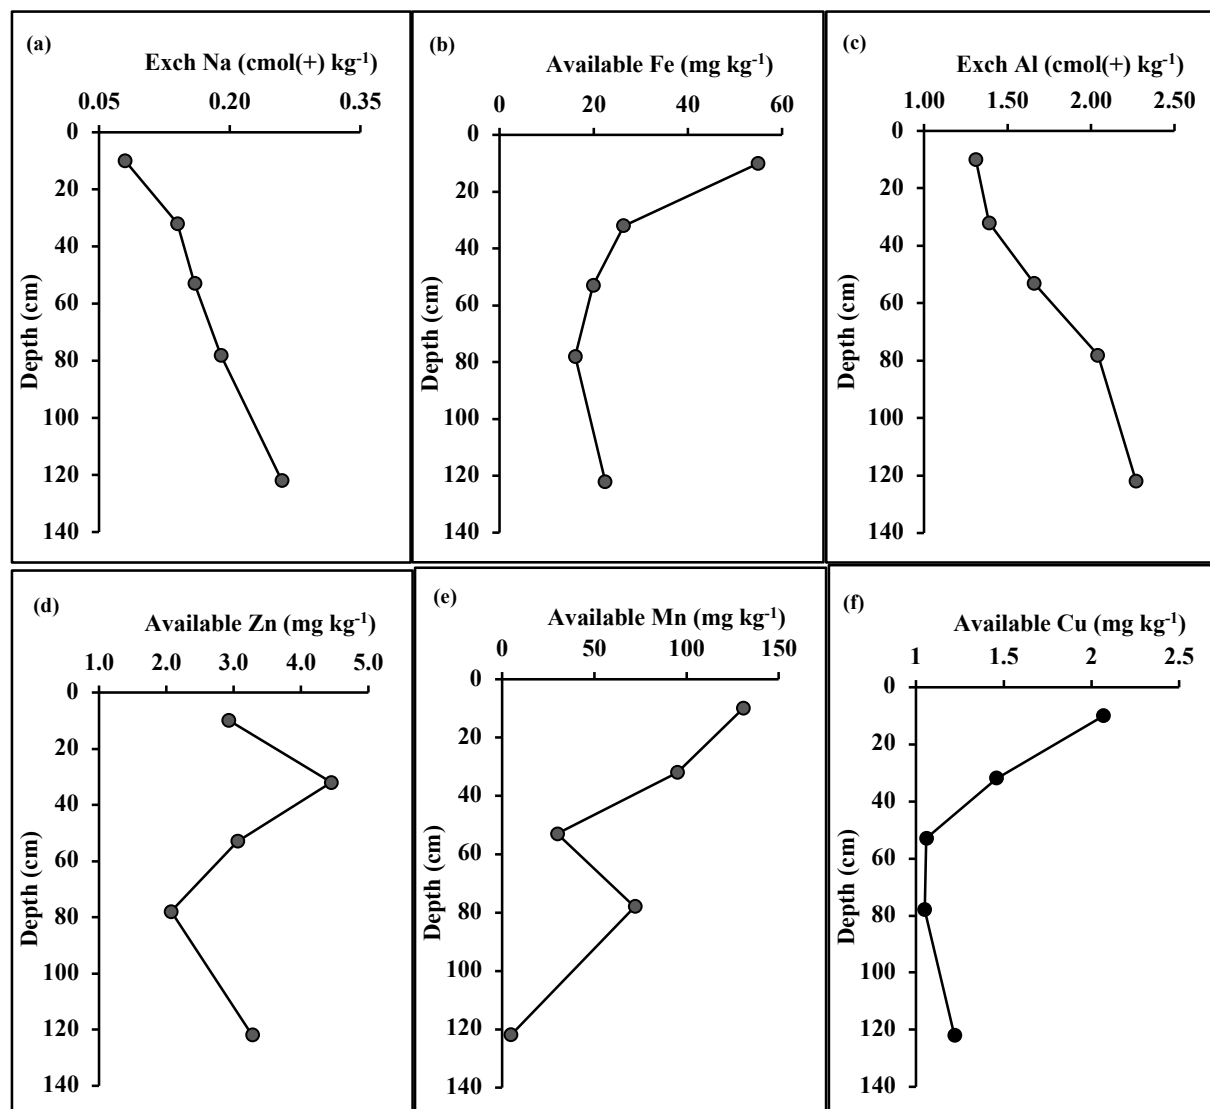 (a)
Exch Na (cmol(+) kg⁻¹)
0.05 0.20 0.35
0
20
40
60
80
100
120
140
Depth (cm)
(b)
Available Fe (mg kg⁻¹)
0 20 40 60
0
20
40
60
80
100
120
140
Depth (cm)
(c)
Exch Al (cmol(+) kg⁻¹)
1.00 1.50 2.00 2.50
0
20
40
60
80
100
120
140
Depth (cm)
(d)
Available Zn (mg kg⁻¹)
1.0 2.0 3.0 4.0 5.0
0
20
40
60
80
100
120
140
Depth (cm)
(e)
Available Mn (mg kg⁻¹)
0 50 100 150
0
20
40
60
80
100
120
140
Depth (cm)
(f)
Available Cu (mg kg⁻¹)
1 1.5 2 2.5
0
20
40
60
80
100
120
140
Depth (cm)